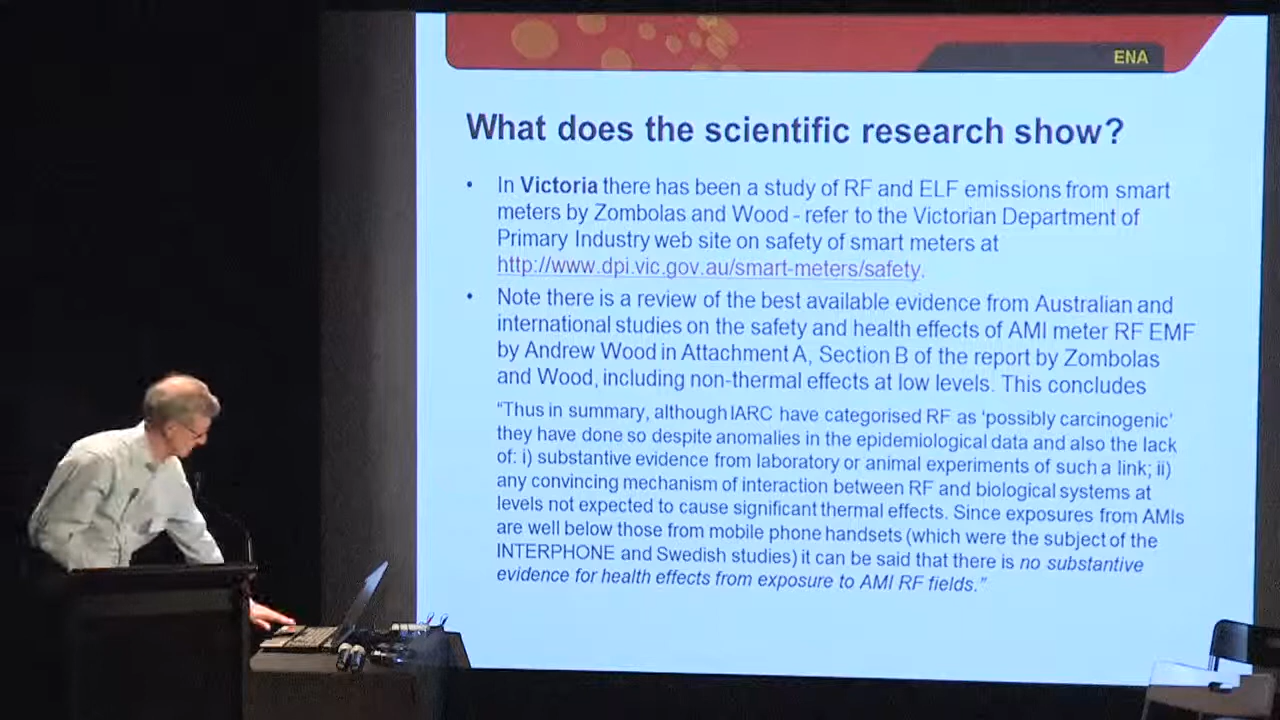 ENA
What does the scientific research show?
• In Victoria there has been a study of RF and ELF emissions from smart
meters by Zombolas and Wood - refer to the Victorian Department of
Primary Industry web site on safety of smart meters at
http://www.dpi.vic.gov.au/smart-meters/safety.
• Note there is a review of the best available evidence from Australian and
international studies on the safety and health effects of AMI meter RF EMF
by Andrew Wood in Attachment A, Section B of the report by Zombolas
and Wood, including non-thermal effects at low levels. This concludes
“Thus in summary, although IARC have categorised RF as ‘possibly carcinogenic’
they have done so despite anomalies in the epidemiological data and also the lack
of: i) substantive evidence from laboratory or animal experiments of such a link; ii)
any convincing mechanism of interaction between RF and biological systems at
levels not expected to cause significant thermal effects. Since exposures from AMIs
are well below those from mobile phone handsets (which were the subject of the
INTERPHONE and Swedish studies) it can be said that there is no substantive
evidence for health effects from exposure to AMI RF fields.”